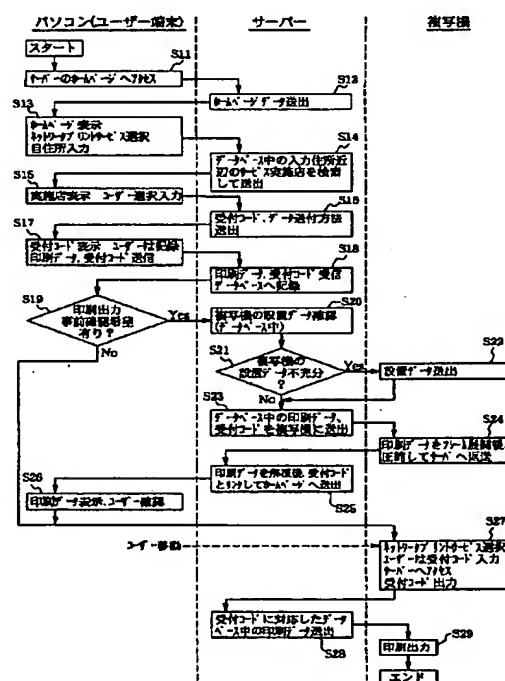 パソコン(ユーザー端末)
サーバー
複写機
スタート
S11
サーバーのホームページへアクセス
S12
ホームページデータ送出
S13
ホームページ表示
ネットワークプリントサービス選択
自住所入力
S14
データベース中の入力住所近
辺のサービス実施店を検索
して送出
S15
実施店表示 ユーザー選択入力
S16
受付コード、データ送付方法
送出
S17
受付コード表示 ユーザーは記録
印刷データ、受付コード送信
S18
印刷データ、受付コード受信
データベースへ記録
S19
印刷出力
事前確認希望
有り?
Yes
No
S20
複写機の設置データ確認
(データベース中)
S21
複写機の
設置データ不充分
?
Yes
No
S22
設置データ送出
S23
データベース中の印刷データ、
受付コードを複写機に送出
S24
印刷データをフレーム展開後
圧縮してサーバへ返送
印刷データを解凍後、受付コード
とリンクしてホームページへ送出
S25
S26
印刷データ表示、ユーザー確認
ユーザー移動
S27
ネットワークプリントサービス選択
ユーザーは受付コード入力
サーバーへアクセス
受付コード出力
受付コードに対応したデータ
ベース中の印刷データ送出
S28
S29
印刷出力
エンド